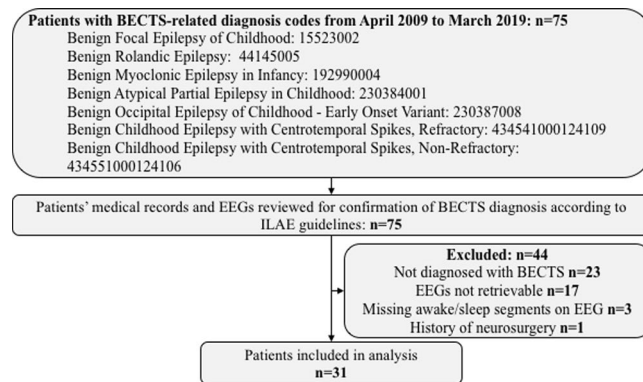 Patients with BECTS-related diagnosis codes from April 2009 to March 2019: n=75
Benign Focal Epilepsy of Childhood: 15523002
Benign Rolandic Epilepsy: 44145005
Benign Myoclonic Epilepsy in Infancy: 192990004
Benign Atypical Partial Epilepsy in Childhood: 230384001
Benign Occipital Epilepsy of Childhood - Early Onset Variant: 230387008
Benign Childhood Epilepsy with Centrotemporal Spikes, Refractory: 434541000124109
Benign Childhood Epilepsy with Centrotemporal Spikes, Non-Refractory:
434551000124106
Patients' medical records and EEGs reviewed for confirmation of BECTS diagnosis according to
ILAE guidelines: n=75
Excluded: n=44
Not diagnosed with BECTS n=23
EEGs not retrievable n=17
Missing awake/sleep segments on EEG n=3
History of neurosurgery n=1
Patients included in analysis
n=31